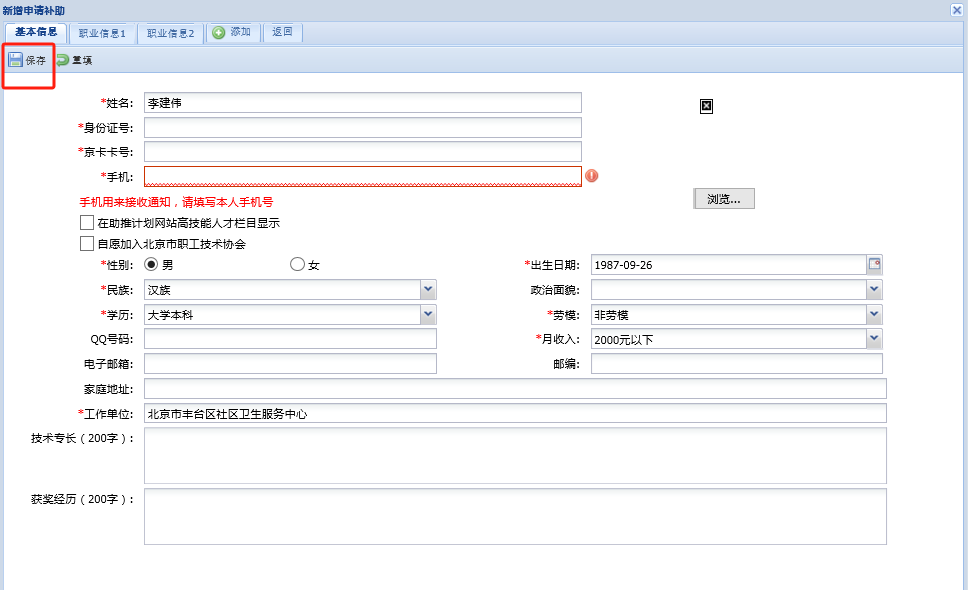 新增申请补助
基本信息 职业信息1 职业信息2 添加 返回
保存 重填
*姓名: 李建伟
*身份证号:
*京卡卡号:
*手机:
浏览...
手机用来接收通知，请填写本人手机号
在助推计划网站高技能人才栏目显示
自愿加入北京市职工技术协会
*性别: 男 女 *出生日期: 1987-09-26
*民族: 汉族 政治面貌:
*学历: 大学本科 *劳模: 非劳模
QQ号码: *月收入: 2000元以下
电子邮箱: 邮编:
家庭地址:
*工作单位: 北京市丰台区社区卫生服务中心
技术专长（200字）:
获奖经历（200字）: